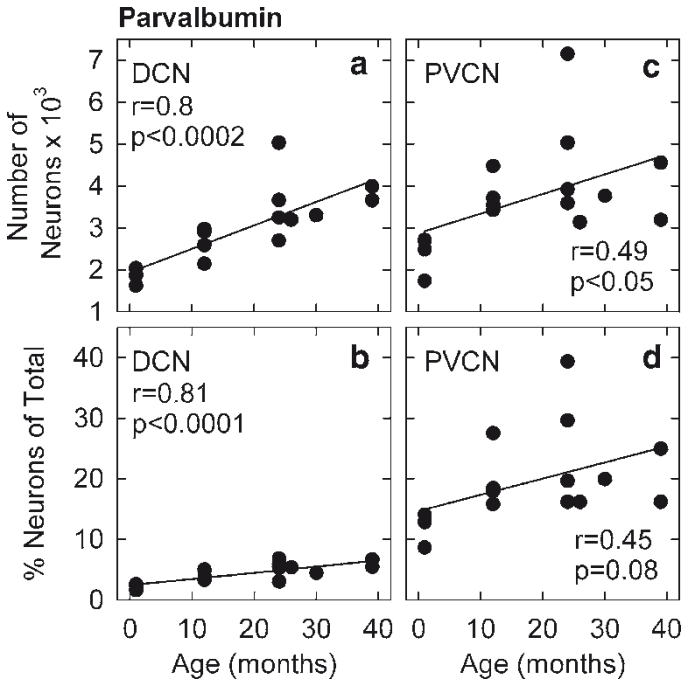 Parvalbumin
Number of
Neurons x 10³
7
6
5
4
3
2
1
DCN
a
r=0.8
p<0.0002
PVCN
c
r=0.49
p<0.05
% Neurons of Total
40
30
20
10
0
DCN
b
r=0.81
p<0.0001
PVCN
d
r=0.45
p=0.08
0 10 20 30 40
0 10 20 30 40
Age (months)
Age (months)